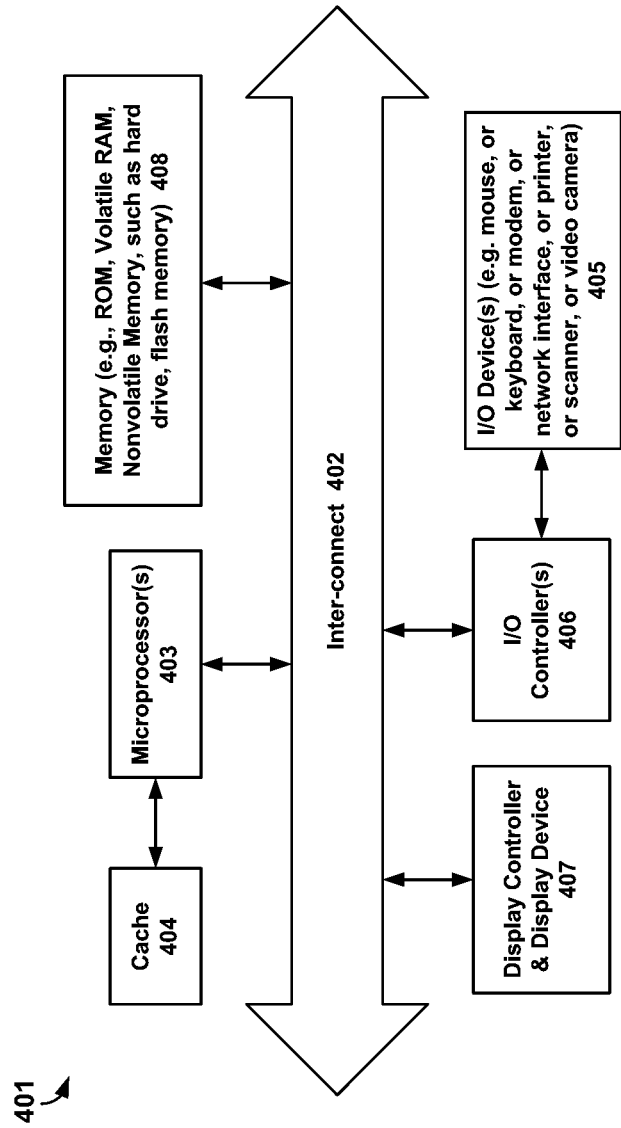 401
Cache
404
Microprocessor(s)
403
Memory (e.g., ROM, Volatile RAM,
Nonvolatile Memory, such as hard
drive, flash memory) 408
Inter-connect 402
Display Controller
& Display Device
407
I/O
Controller(s)
406
I/O Device(s) (e.g. mouse, or
keyboard, or modem, or
network interface, or printer,
or scanner, or video camera)
405